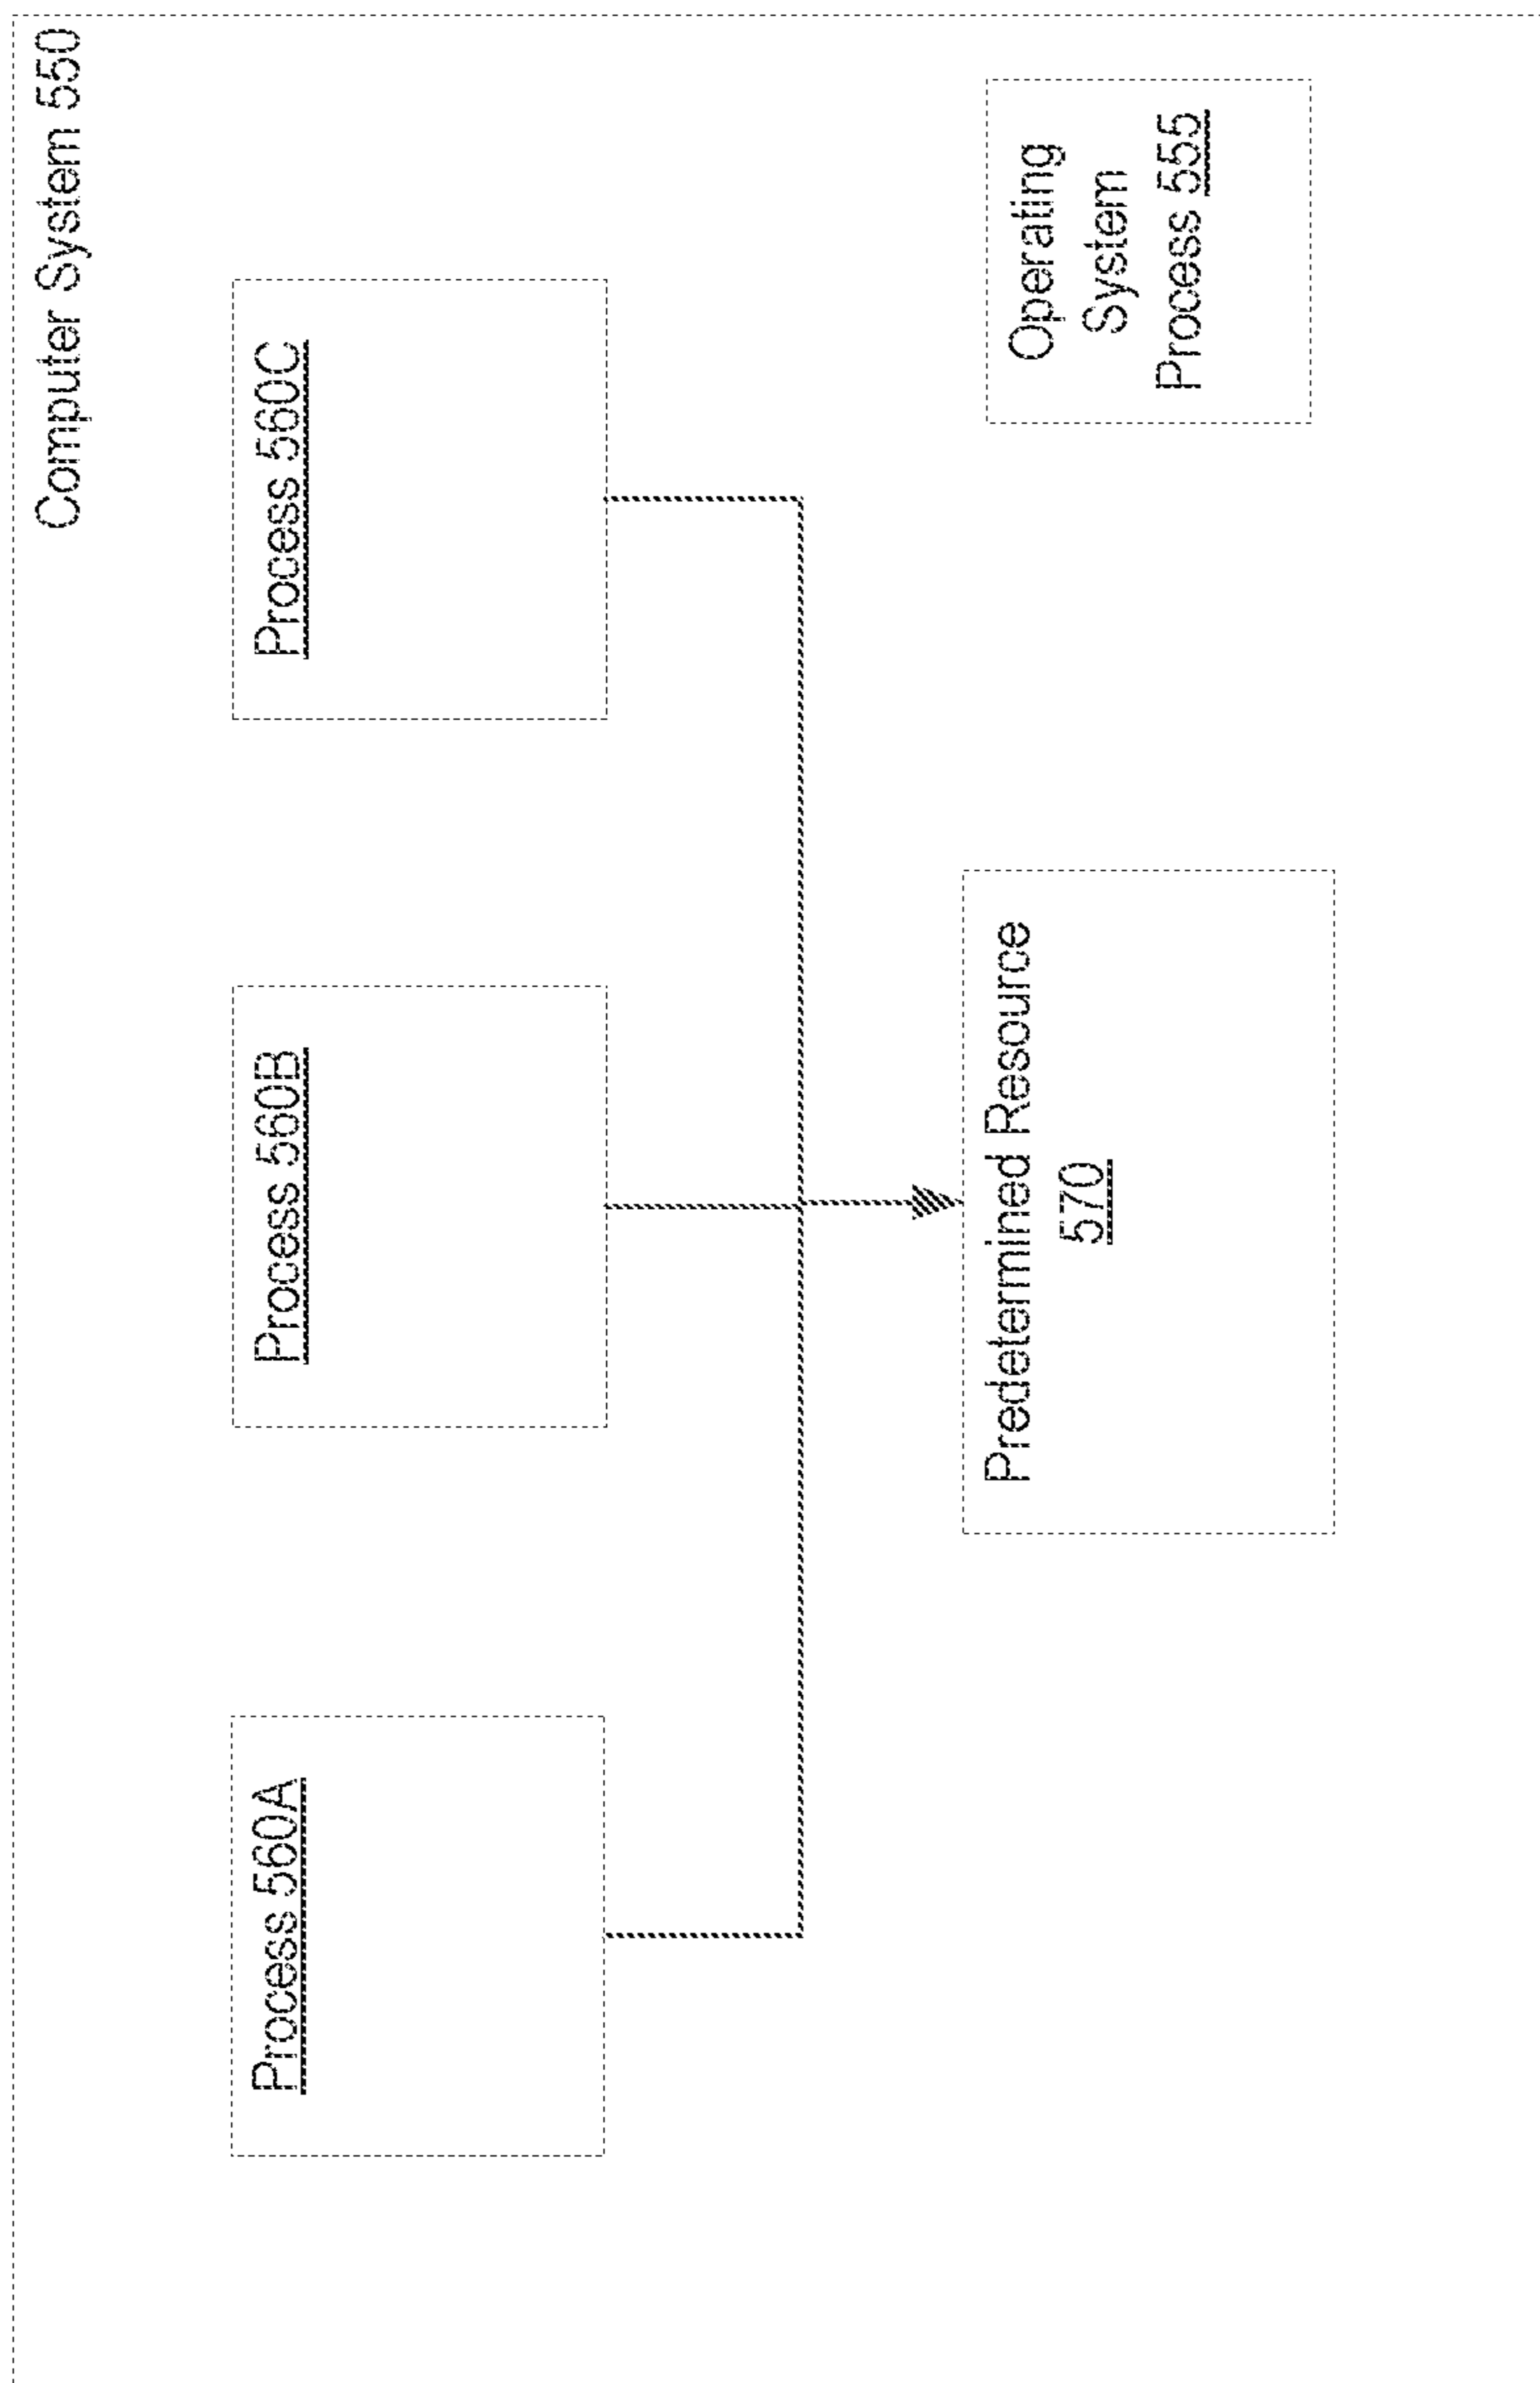 Computer System 550
Process 560A
Process 560B
Process 560C
Predetermined Resource
570
Operating
System
Process 555